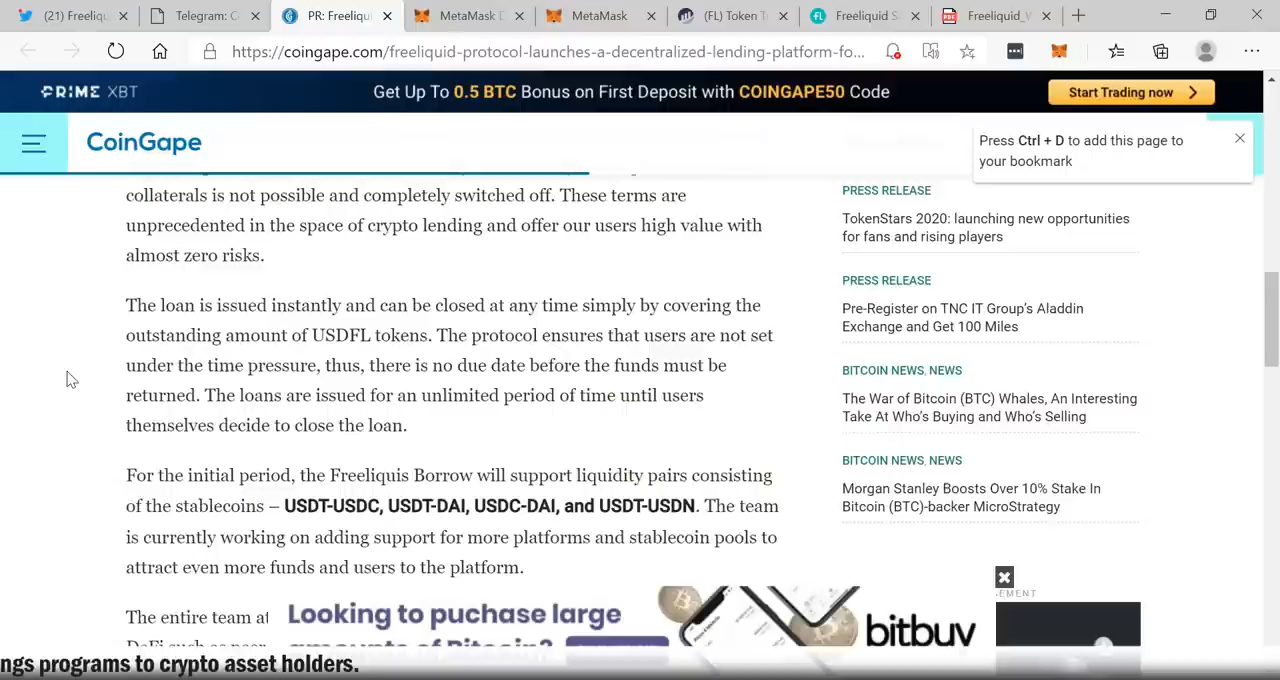 (21) Freeliqu
Telegram: C
PR: Freeliqui
MetaMask D
MetaMask
(FL) Token T
Freeliquid S
Freeliquid_V
https://coingape.com/freeliquid-protocol-launches-a-decentralized-lending-platform-fo...
PRIME XBT
Get Up To 0.5 BTC Bonus on First Deposit with COINGAPE50 Code
Start Trading now
CoinGape
Press Ctrl + D to add this page to
your bookmark
collaterals is not possible and completely switched off. These terms are
unprecedented in the space of crypto lending and offer our users high value with
almost zero risks.
The loan is issued instantly and can be closed at any time simply by covering the
outstanding amount of USDFL tokens. The protocol ensures that users are not set
under the time pressure, thus, there is no due date before the funds must be
returned. The loans are issued for an unlimited period of time until users
themselves decide to close the loan.
For the initial period, the Freeliquis Borrow will support liquidity pairs consisting
of the stablecoins – USDT-USDC, USDT-DAI, USDC-DAI, and USDT-USDN. The team
is currently working on adding support for more platforms and stablecoin pools to
attract even more funds and users to the platform.
The entire team at
PRESS RELEASE
TokenStars 2020: launching new opportunities
for fans and rising players
PRESS RELEASE
Pre-Register on TNC IT Group's Aladdin
Exchange and Get 100 Miles
BITCOIN NEWS, NEWS
The War of Bitcoin (BTC) Whales, An Interesting
Take At Who's Buying and Who's Selling
BITCOIN NEWS, NEWS
Morgan Stanley Boosts Over 10% Stake In
Bitcoin (BTC)-backer MicroStrategy
SEMENT
Looking to puchase large
amounts of Bitcoin?
bitbuy
ngs programs to crypto asset holders.